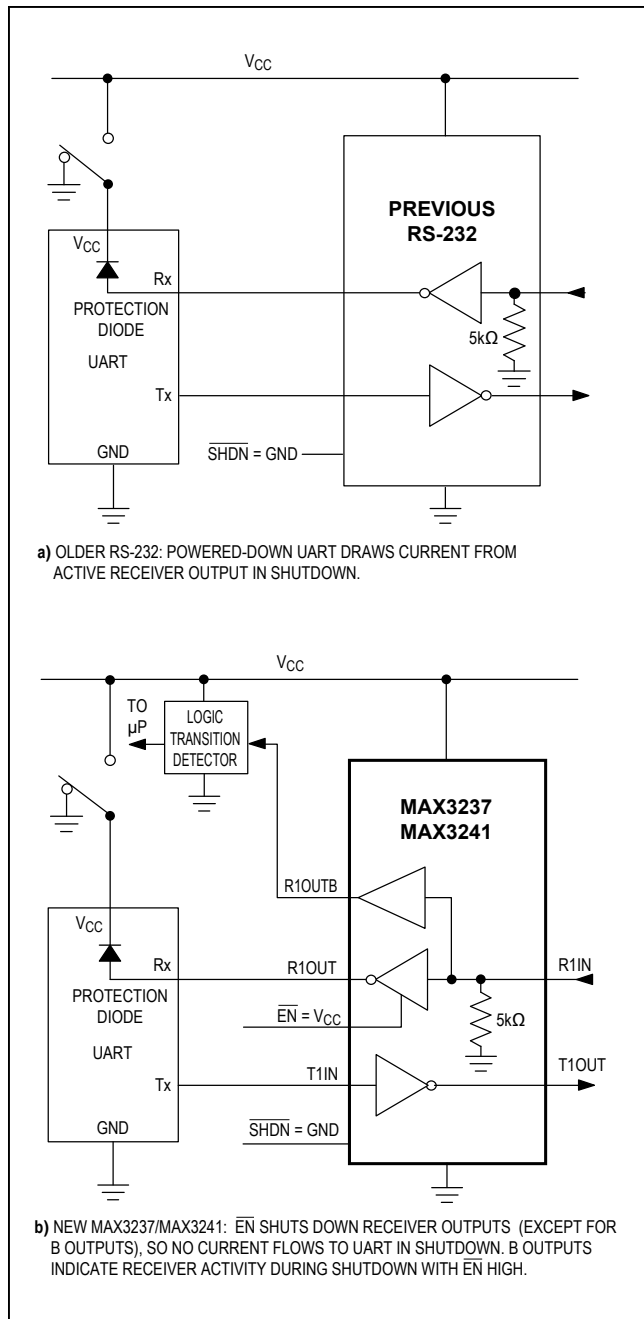 VCC
PREVIOUS
RS-232
VCC
Rx
PROTECTION
DIODE
5kΩ
UART
Tx
GND
SHDN = GND
a) OLDER RS-232: POWERED-DOWN UART DRAWS CURRENT FROM
ACTIVE RECEIVER OUTPUT IN SHUTDOWN.
VCC
TO
µP
LOGIC
TRANSITION
DETECTOR
MAX3237
MAX3241
R1OUTB
VCC
Rx
R1OUT
R1IN
PROTECTION
DIODE
EN = VCC
5kΩ
UART
Tx
T1IN
T1OUT
GND
SHDN = GND
b) NEW MAX3237/MAX3241: EN SHUTS DOWN RECEIVER OUTPUTS (EXCEPT FOR
B OUTPUTS), SO NO CURRENT FLOWS TO UART IN SHUTDOWN. B OUTPUTS
INDICATE RECEIVER ACTIVITY DURING SHUTDOWN WITH EN HIGH.